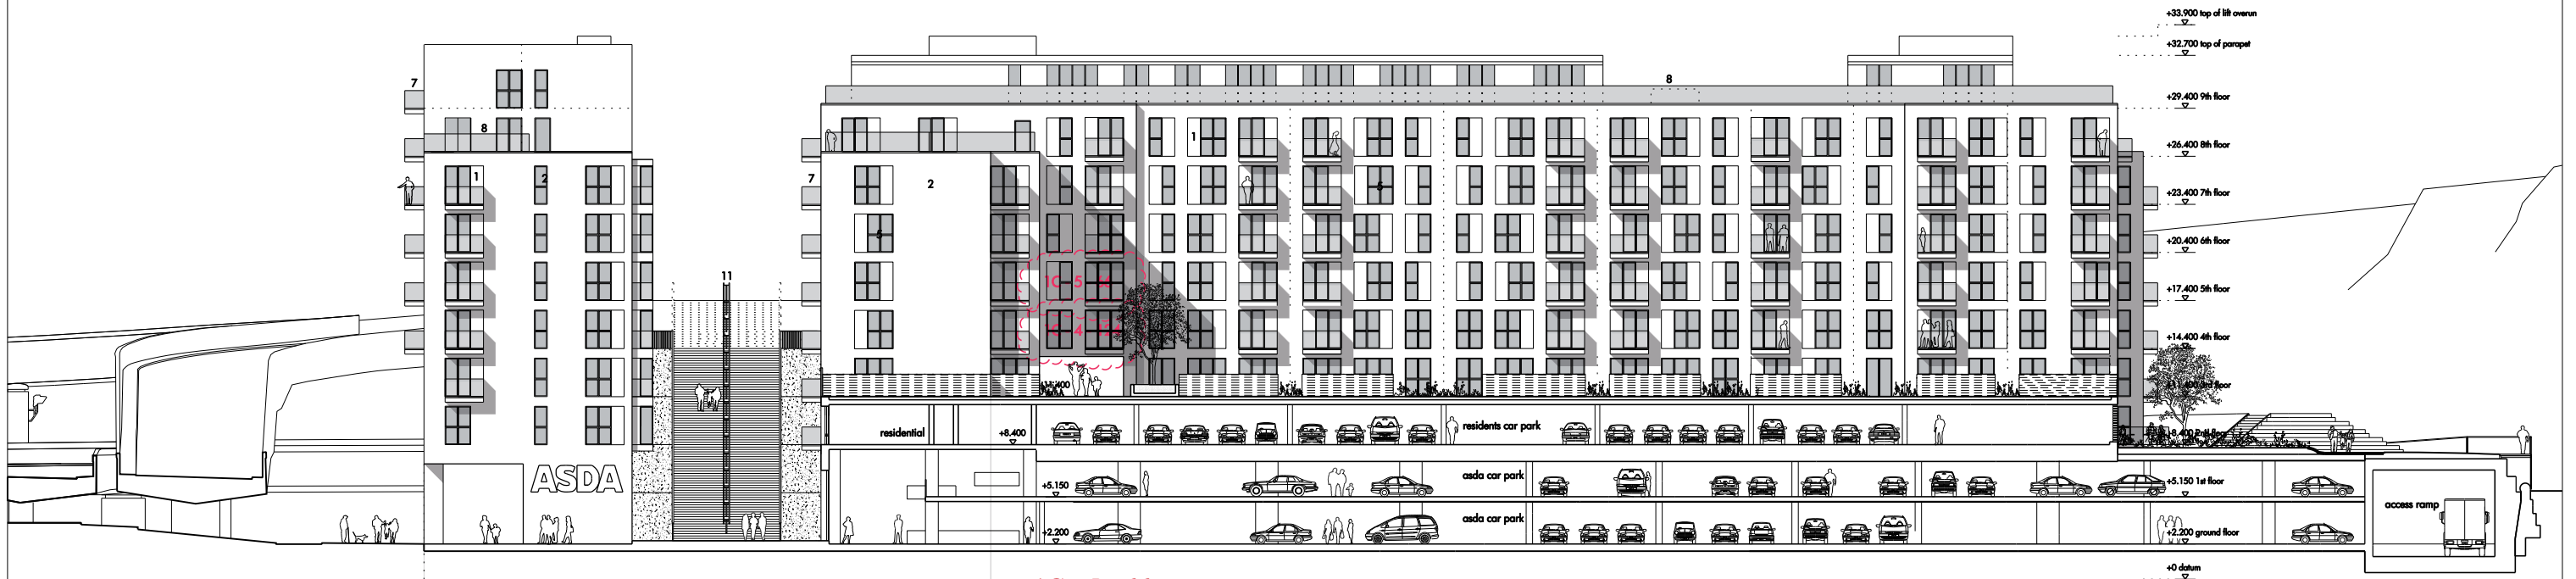 +33.900 top of lift overun
+32.700 top of parapet
8
7
+29.400 9th floor
8
1
+26.400 8th floor
1
2
7
2
5
+23.400 7th floor
5
+20.400 6th floor
11
+17.400 5th floor
+14.400 4th floor
residential
+8.400
residents car park
ASDA
+5.150
asda car park
+5.150 1st floor
+2.200
asda car park
+2.200 ground floor
access ramp
+0 datum